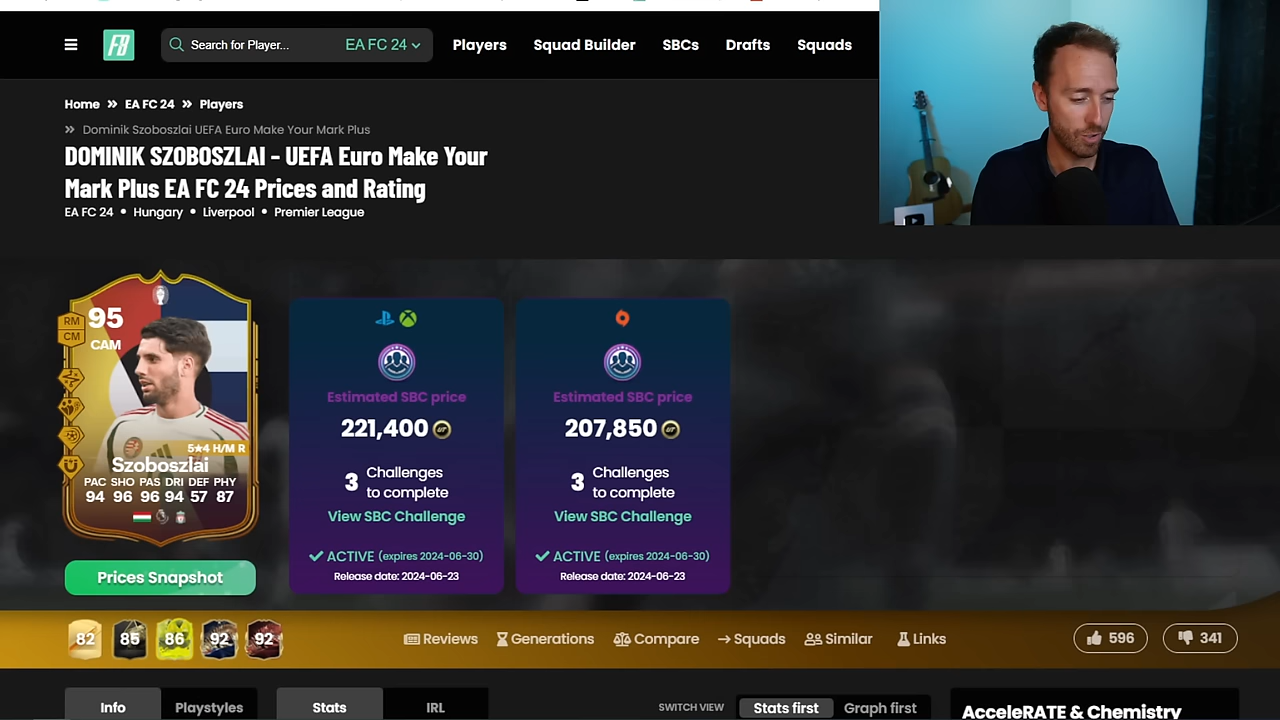 FB
Search for Player...
EA FC 24
Players
Squad Builder
SBCs
Drafts
Squads
Home » EA FC 24 » Players
» Dominik Szoboszlai UEFA Euro Make Your Mark Plus
DOMINIK SZOBOSZLAI - UEFA Euro Make Your
Mark Plus EA FC 24 Prices and Rating
EA FC 24 • Hungary • Liverpool • Premier League
95
CAM
RM
CM
5★4 H/M R
Szoboszlai
PAC SHO PAS DRI DEF PHY
94 96 96 94 57 87
Estimated SBC price
221,400
3 Challenges
to complete
View SBC Challenge
ACTIVE (expires 2024-06-30)
Release date: 2024-06-23
Estimated SBC price
207,850
3 Challenges
to complete
View SBC Challenge
ACTIVE (expires 2024-06-30)
Release date: 2024-06-23
Prices Snapshot
82 85 86 92 92
Reviews
Generations
Compare
Squads
Similar
Links
596
341
Info
Playstyles
Stats
IRL
SWITCH VIEW
Stats first
Graph first
AcceleRATE & Chemistry